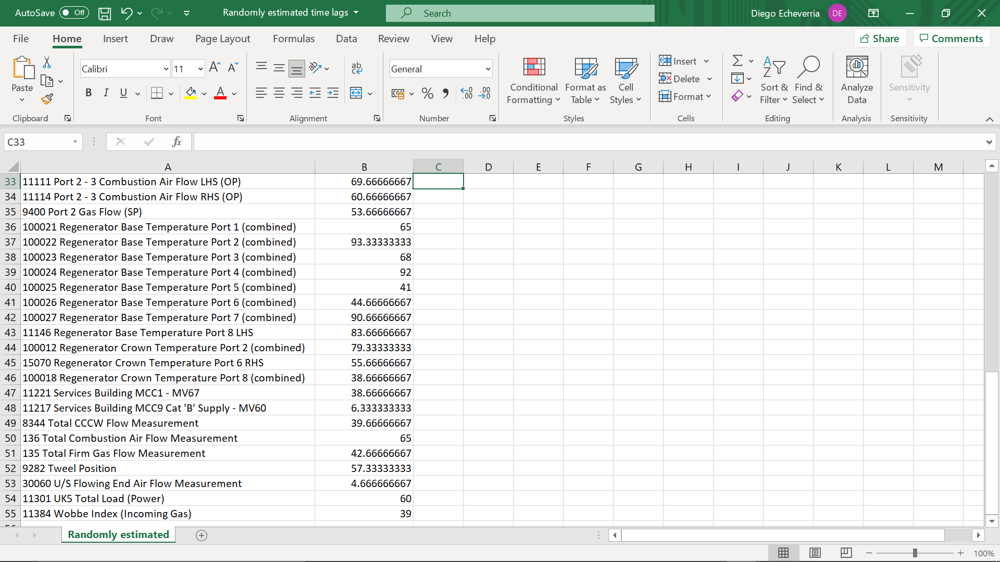 AutoSave Off Randomly estimated time lags Search Diego Echeverria DE
File Home Insert Draw Page Layout Formulas Data Review View Help Share Comments
Paste
Clipboard
Calibri 11
B I U A
Font
ab
Alignment
General
% .00 .00
Number
Conditional Formatting
Format as Table
Cell Styles
Styles
Insert
Delete
Format
Cells
Sort & Filter
Find & Select
Editing
Analyze Data
Analysis
Sensitivity
Sensitivity
C33 fx
A B C D E F G H I J K L M
33 11111 Port 2 - 3 Combustion Air Flow LHS (OP) 69.66666667
34 11114 Port 2 - 3 Combustion Air Flow RHS (OP) 60.66666667
35 9400 Port 2 Gas Flow (SP) 53.66666667
36 100021 Regenerator Base Temperature Port 1 (combined) 65
37 100022 Regenerator Base Temperature Port 2 (combined) 93.33333333
38 100023 Regenerator Base Temperature Port 3 (combined) 68
39 100024 Regenerator Base Temperature Port 4 (combined) 92
40 100025 Regenerator Base Temperature Port 5 (combined) 41
41 100026 Regenerator Base Temperature Port 6 (combined) 44.66666667
42 100027 Regenerator Base Temperature Port 7 (combined) 90.66666667
43 11146 Regenerator Base Temperature Port 8 LHS 83.66666667
44 100012 Regenerator Crown Temperature Port 2 (combined) 79.33333333
45 15070 Regenerator Crown Temperature Port 6 RHS 55.66666667
46 100018 Regenerator Crown Temperature Port 8 (combined) 38.66666667
47 11221 Services Building MCC1 - MV67 38.66666667
48 11217 Services Building MCC9 Cat 'B' Supply - MV60 6.333333333
49 8344 Total CCCW Flow Measurement 39.66666667
50 136 Total Combustion Air Flow Measurement 65
51 135 Total Firm Gas Flow Measurement 42.66666667
52 9282 Tweel Position 57.33333333
53 30060 U/S Flowing End Air Flow Measurement 4.666666667
54 11301 UK5 Total Load (Power) 60
55 11384 Wobbe Index (Incoming Gas) 39
Randomly estimated
100%